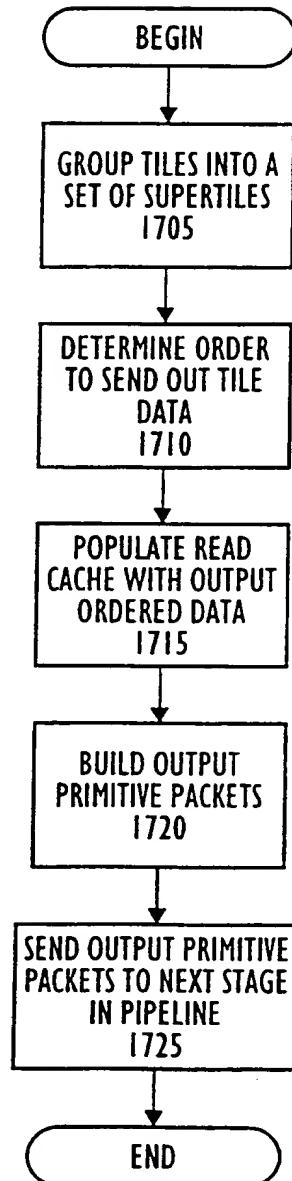 BEGIN
GROUP TILES INTO A
SET OF SUPERTILES
1705
DETERMINE ORDER
TO SEND OUT TILE
DATA
1710
POPULATE READ
CACHE WITH OUTPUT
ORDERED DATA
1715
BUILD OUTPUT
PRIMITIVE PACKETS
1720
SEND OUTPUT PRIMITIVE
PACKETS TO NEXT STAGE
IN PIPELINE
1725
END